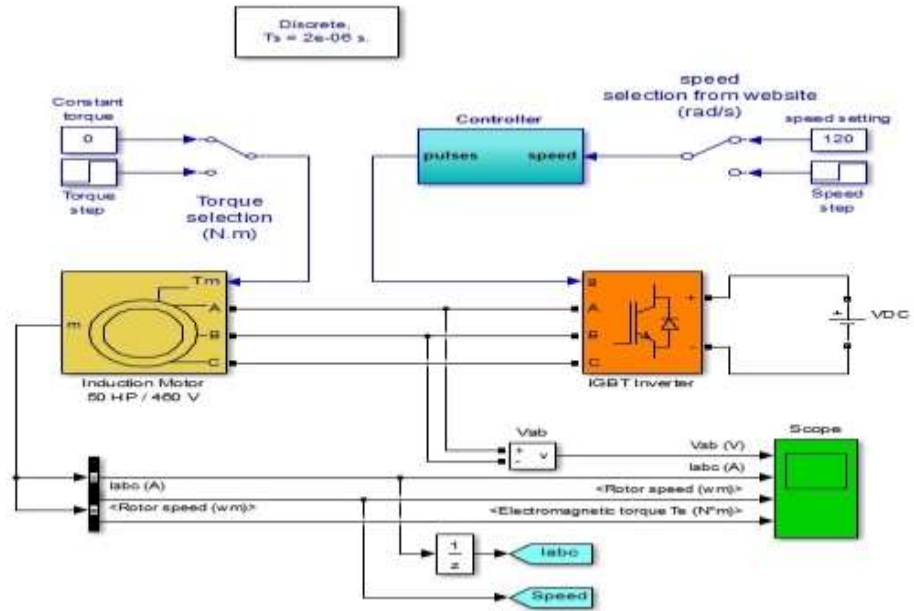 Discrete,
Ts = 2e-06 s.
speed
selection from website
(rad/s)
Constant
torque
0
Torque
step
Torque
selection
(N.m)
Controller
pulses
speed
speed setting
120
Speed
step
Tm
m
A
B
C
Induction Motor
50 HP / 460 V
g
A
B
C
+
-
IGBT Inverter
+
VDC
Vab
+
-
v
Scope
Vab (V)
Iabc (A)
<Rotor speed (wm)>
<Electromagnetic torque Te (N*m)>
Iabc (A)
<Rotor speed (wm)>
1
z
Iabc
Speed